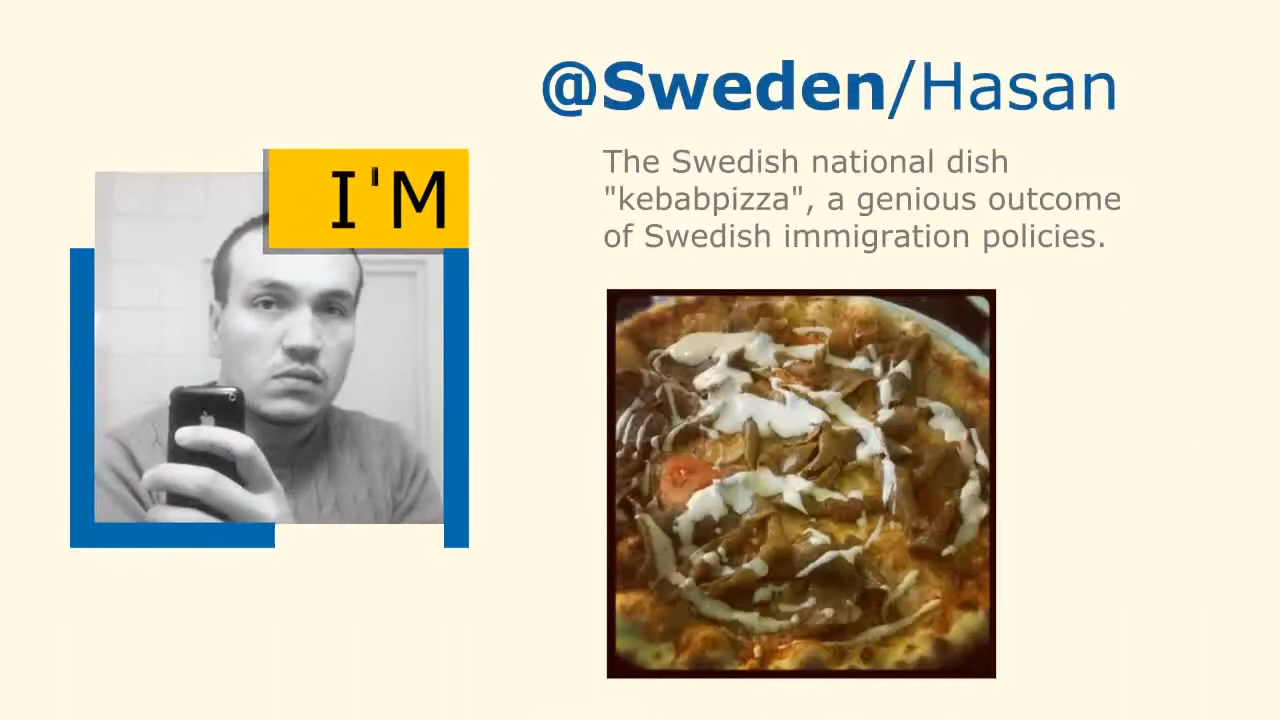 @Sweden/Hasan
I'M
The Swedish national dish
"kebabpizza", a genious outcome
of Swedish immigration policies.